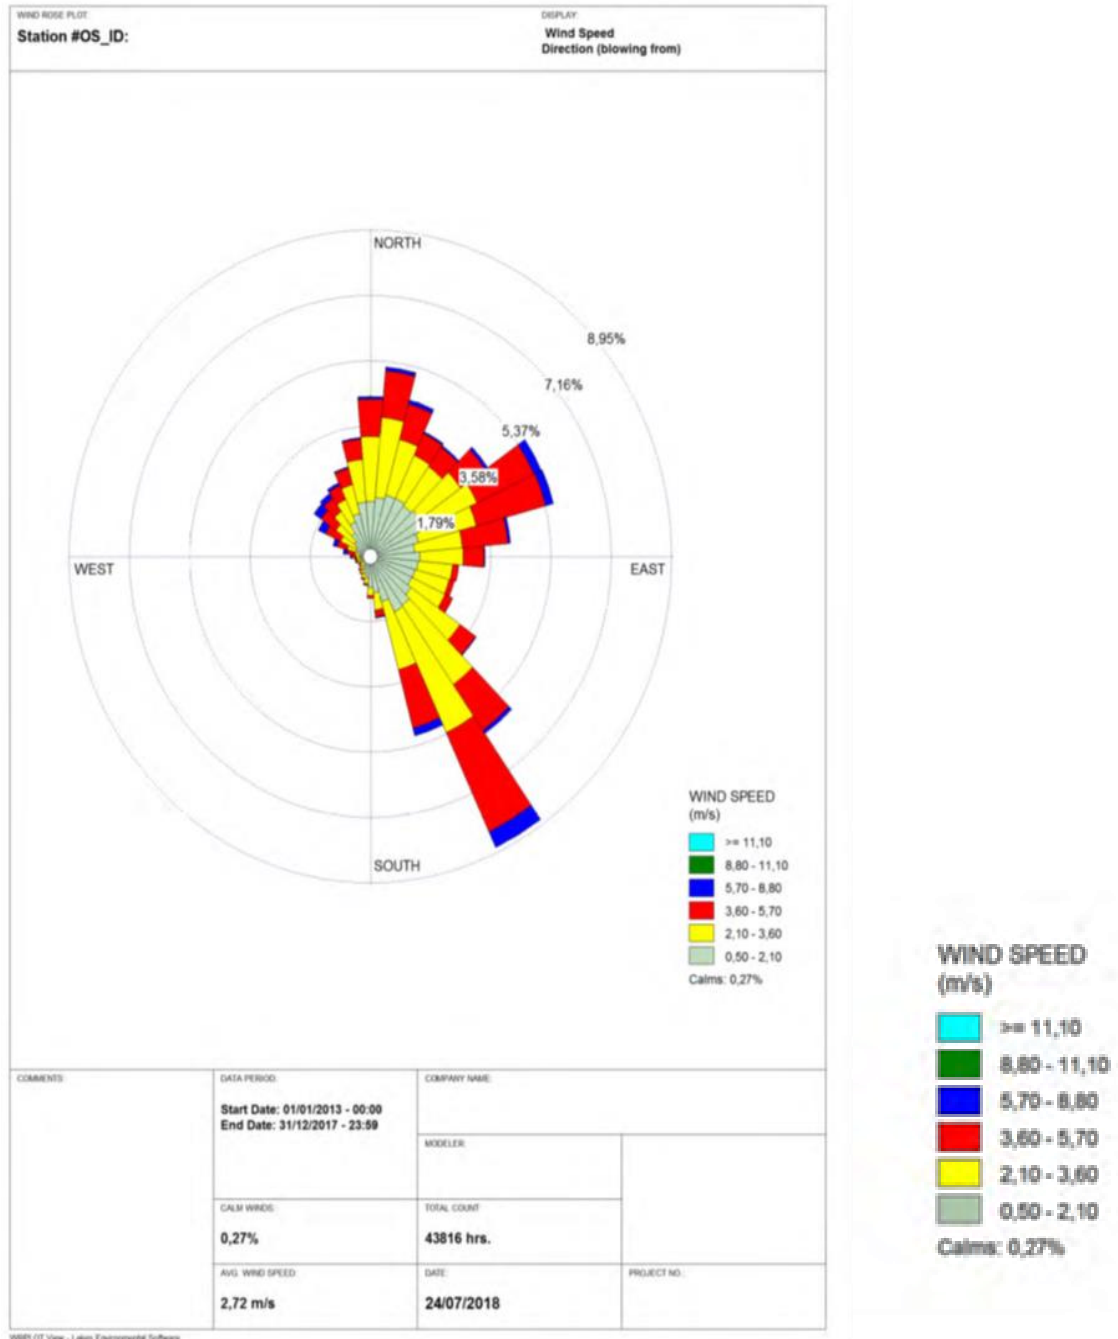 WIND ROSE PLOT:
Station #OS_ID:
DISPLAY:
Wind Speed
Direction (blowing from)
NORTH
8,95%
7,16%
5,37%
3,58%
1,79%
WEST
EAST
SOUTH
WIND SPEED
(m/s)
>= 11,10
8,80 - 11,10
5,70 - 8,80
3,60 - 5,70
2,10 - 3,60
0,50 - 2,10
Calms: 0,27%
WIND SPEED
(m/s)
>= 11,10
8,80 - 11,10
5,70 - 8,80
3,60 - 5,70
2,10 - 3,60
0,50 - 2,10
Calms: 0,27%
COMMENTS:
DATA PERIOD:
Start Date: 01/01/2013 - 00:00
End Date: 31/12/2017 - 23:59
COMPANY NAME:
MODELER:
CALM WINDS:
0,27%
TOTAL COUNT:
43816 hrs.
AVG. WIND SPEED:
2,72 m/s
DATE:
24/07/2018
PROJECT NO.:
WRPLOT View - Lakes Environmental Software